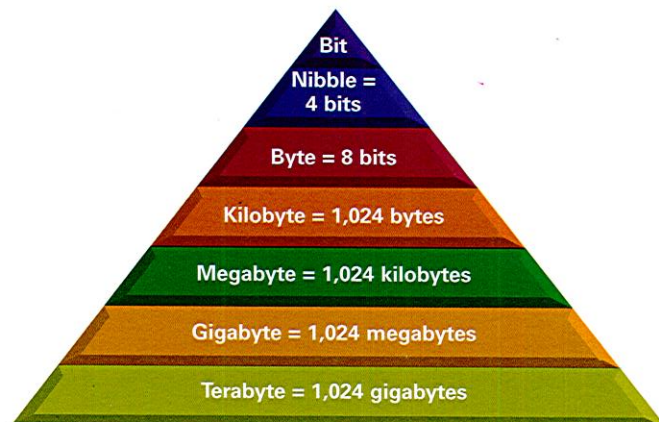 Bit
Nibble =
4 bits
Byte = 8 bits
Kilobyte = 1,024 bytes
Megabyte = 1,024 kilobytes
Gigabyte = 1,024 megabytes
Terabyte = 1,024 gigabytes